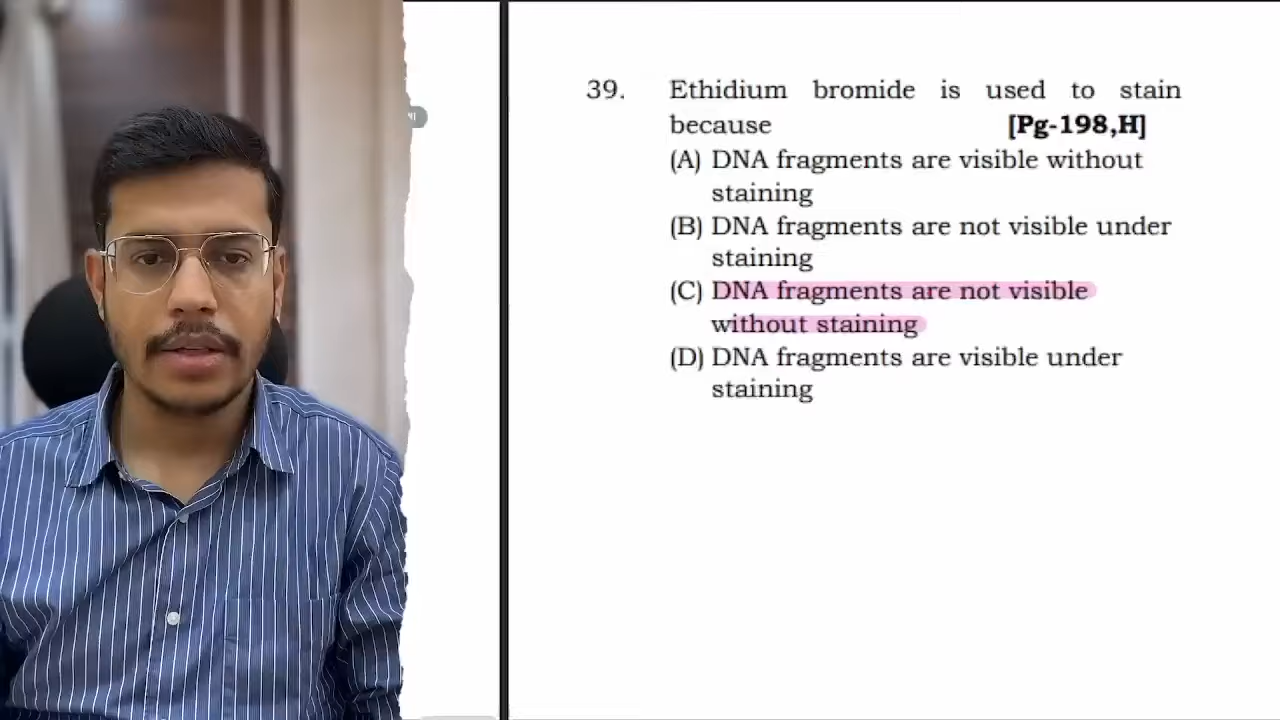 39. Ethidium bromide is used to stain
because [Pg-198,H]
(A) DNA fragments are visible without
staining
(B) DNA fragments are not visible under
staining
(C) DNA fragments are not visible
without staining
(D) DNA fragments are visible under
staining